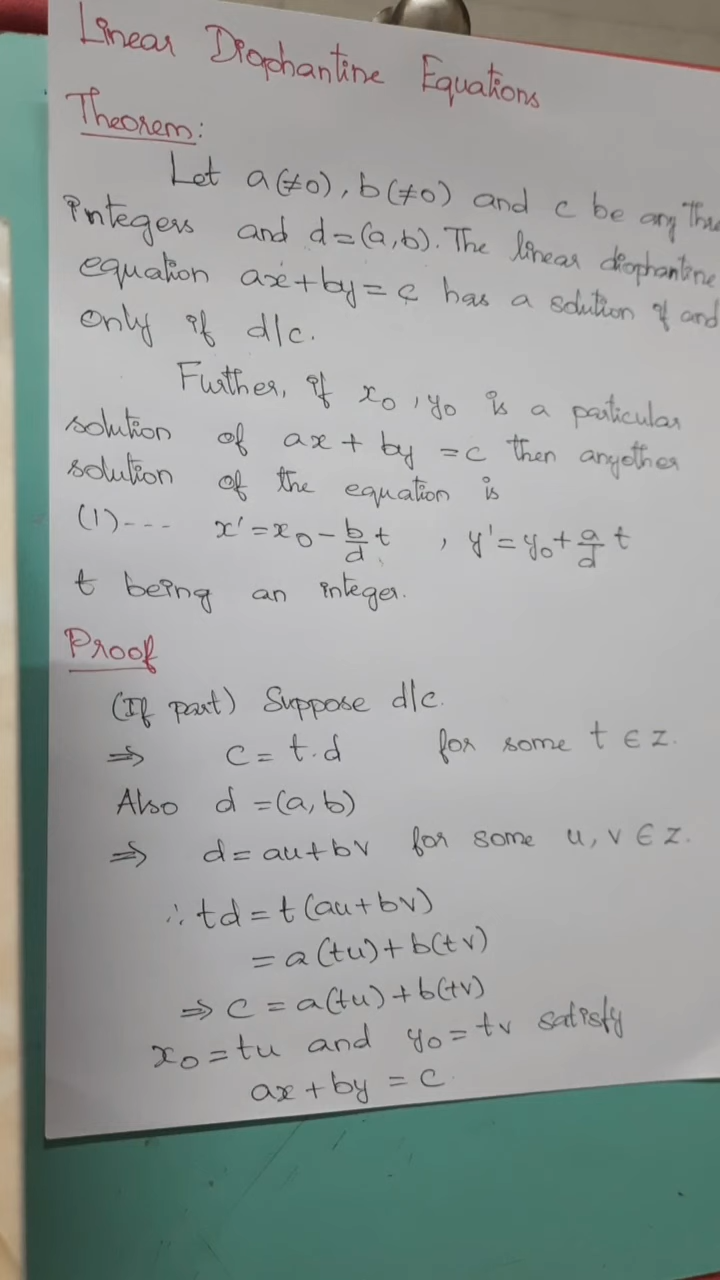 Linear Diophantine Equations
Theorem:
Let a(≠0), b(≠0) and c be any
integers and d=(a,b). The linear diophantine
equation ax+by=c has a solution if and
only if d|c.
Further, if x₀, y₀ is a particular
solution of ax + by = c then anyother
solution of the equation is
(1)--- x' = x₀ - b/d t , y' = y₀ + a/d t
t being an integer.
Proof
(If part) Suppose d|c.
⇒ c = t.d for some t ∈ z.
Also d = (a,b)
⇒ d = au+bv for some u, v ∈ z.
∴ td = t(au+bv)
= a(tu)+b(tv)
⇒ c = a(tu)+b(tv)
x₀ = tu and y₀ = tv satisfy
ax + by = c.